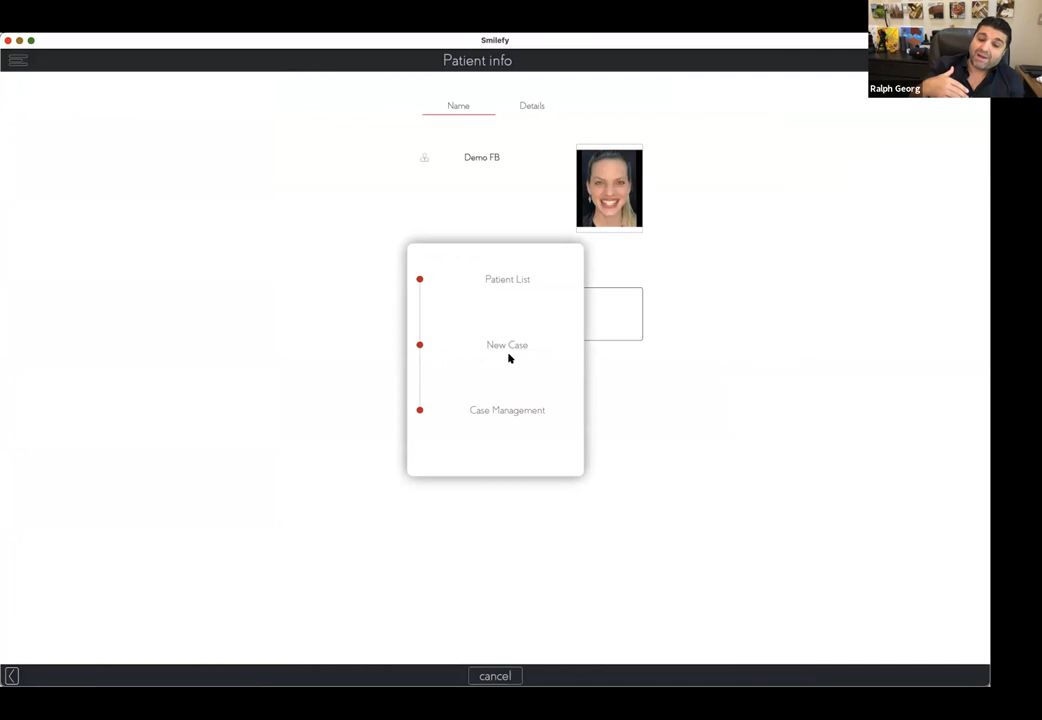 Smilefy
Patient info
Ralph Georg
Name
Details
Demo FB
Patient List
New Case
Case Management
cancel